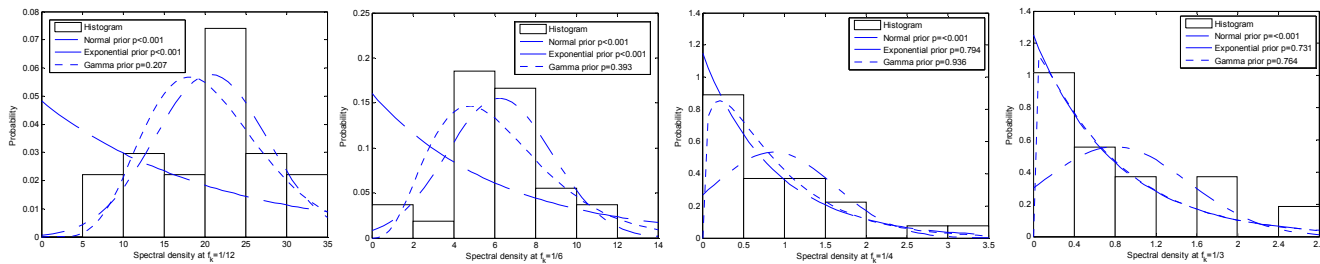 0.08
0.07
0.06
0.05
0.04
0.03
0.02
0.01
0
Probability
Histogram
Normal prior p<0.001
Exponential prior p<0.001
Gamma prior p=0.207
0 5 10 15 20 25 30 35
Spectral density at f_k=1/12
0.25
0.2
0.15
0.1
0.05
0
Probability
Histogram
Normal prior p<0.001
Exponential prior p<0.001
Gamma prior p=0.393
0 2 4 6 8 10 12 14
Spectral density at f_k=1/6
1.4
1.2
1
0.8
0.6
0.4
0.2
0
Probability
Histogram
Normal prior p=<0.001
Exponential prior p=0.794
Gamma prior p=0.936
0 0.5 1 1.5 2 2.5 3 3.5
Spectral density at f_k=1/4
1.4
1.2
1
0.8
0.6
0.4
0.2
0
Probability
Histogram
Normal prior p=<0.001
Exponential prior p=0.731
Gamma prior p=0.764
0 0.4 0.8 1.2 1.6 2 2.4 2.8
Spectral density at f_k=1/3